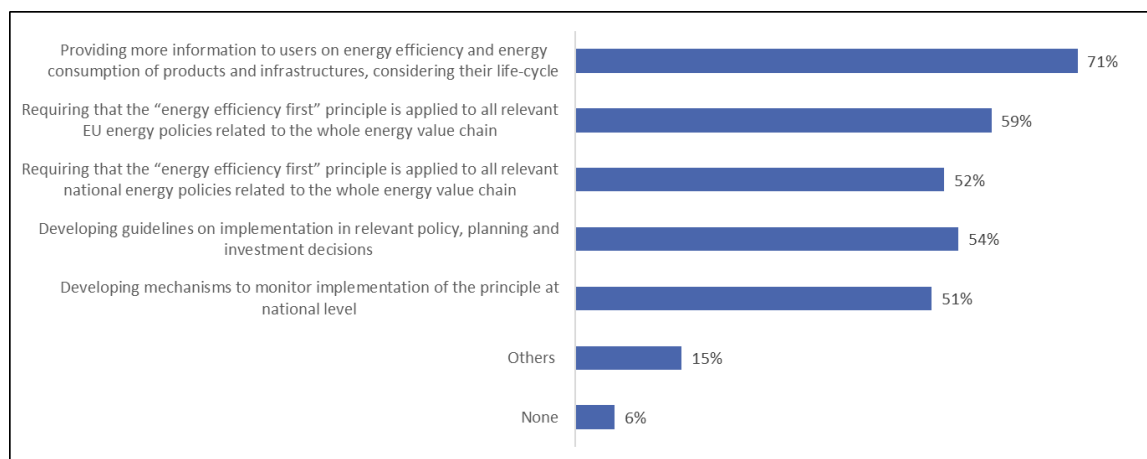 Providing more information to users on energy efficiency and energy
consumption of products and infrastructures, considering their life-cycle
71%
Requiring that the “energy efficiency first” principle is applied to all relevant
EU energy policies related to the whole energy value chain
59%
Requiring that the “energy efficiency first” principle is applied to all relevant
national energy policies related to the whole energy value chain
52%
Developing guidelines on implementation in relevant policy, planning and
investment decisions
54%
Developing mechanisms to monitor implementation of the principle at
national level
51%
Others
15%
None
6%